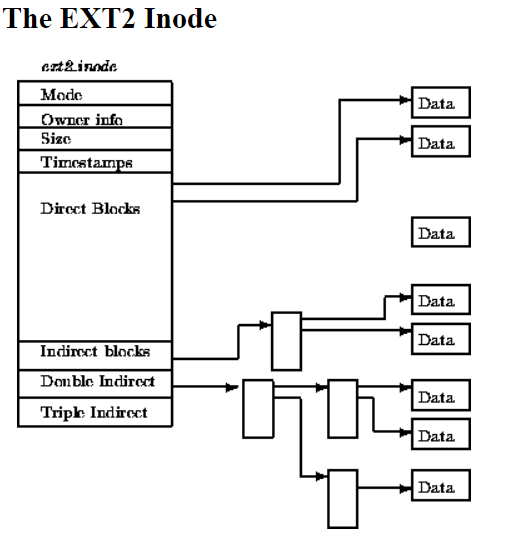 The EXT2 Inode
ext2_inode
Mode
Owner info
Size
Timestamps
Direct Blocks
Indirect blocks
Double Indirect
Triple Indirect
Data
Data
Data
Data
Data
Data
Data
Data